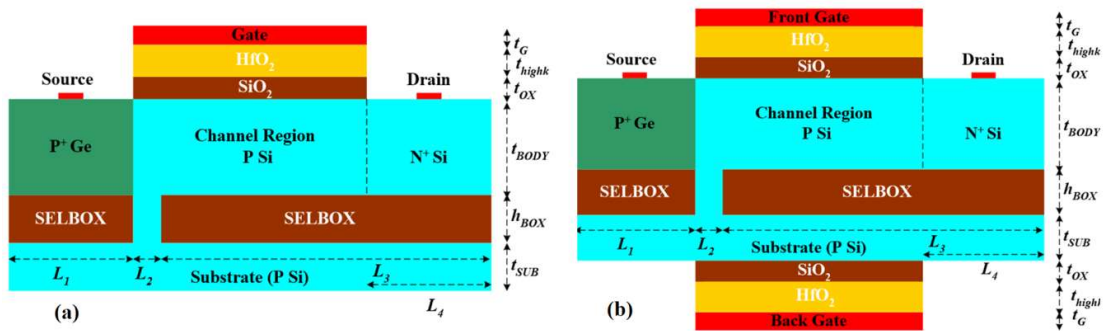 Gate
HfO2
SiO2
Source
Drain
P+ Ge
Channel Region
P Si
N+ Si
SELBOX
SELBOX
L1
L2
L3
Substrate (P Si)
L4
tG
thighk
tOX
tBODY
hBOX
tSUB
(a)
Front Gate
HfO2
SiO2
Source
Drain
P+ Ge
Channel Region
P Si
N+ Si
SELBOX
SELBOX
L1
L2
Substrate (P Si)
L3
L4
SiO2
HfO2
Back Gate
tG
thighk
tOX
tBODY
hBOX
tSUB
tOX
thighl
tG
(b)